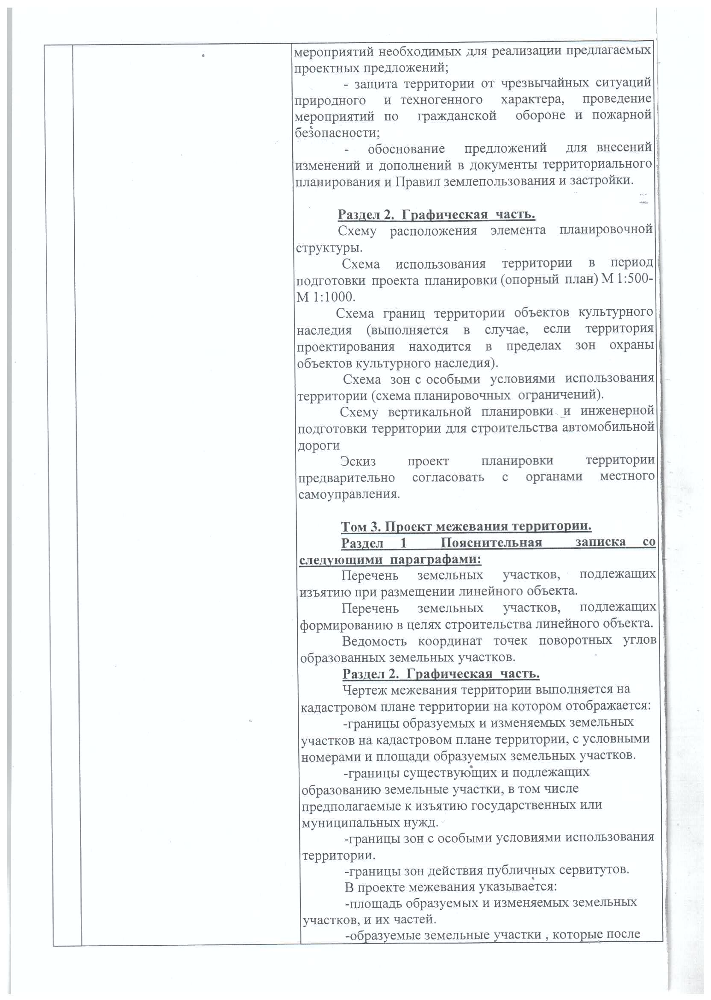 мероприятий необходимых для реализации предлагаемых
проектных предложений;
- защита территории от чрезвычайных ситуаций
природного и техногенного характера, проведение
мероприятий по гражданской обороне и пожарной
безопасности;
- обоснование предложений для внесений
изменений и дополнений в документы территориального
планирования и Правил землепользования и застройки.
Раздел 2. Графическая часть.
Схему расположения элемента планировочной
структуры.
Схема использования территории в период
подготовки проекта планировки (опорный план) М 1:500-
М 1:1000.
Схема границ территории объектов культурного
наследия (выполняется в случае, если территория
проектирования находится в пределах зон охраны
объектов культурного наследия).
Схема зон с особыми условиями использования
территории (схема планировочных ограничений).
Схему вертикальной планировки и инженерной
подготовки территории для строительства автомобильной
дороги
Эскиз проект планировки территории
предварительно согласовать с органами местного
самоуправления.
Том 3. Проект межевания территории.
Раздел 1 Пояснительная записка со
следующими параграфами:
Перечень земельных участков, подлежащих
изъятию при размещении линейного объекта.
Перечень земельных участков, подлежащих
формированию в целях строительства линейного объекта.
Ведомость координат точек поворотных углов
образованных земельных участков.
Раздел 2. Графическая часть.
Чертеж межевания территории выполняется на
кадастровом плане территории на котором отображается:
-границы образуемых и изменяемых земельных
участков на кадастровом плане территории, с условными
номерами и площади образуемых земельных участков.
-границы существующих и подлежащих
образованию земельные участки, в том числе
предполагаемые к изъятию государственных или
муниципальных нужд.
-границы зон с особыми условиями использования
территории.
-границы зон действия публичных сервитутов.
В проекте межевания указывается:
-площадь образуемых и изменяемых земельных
участков, и их частей.
-образуемые земельные участки , которые после